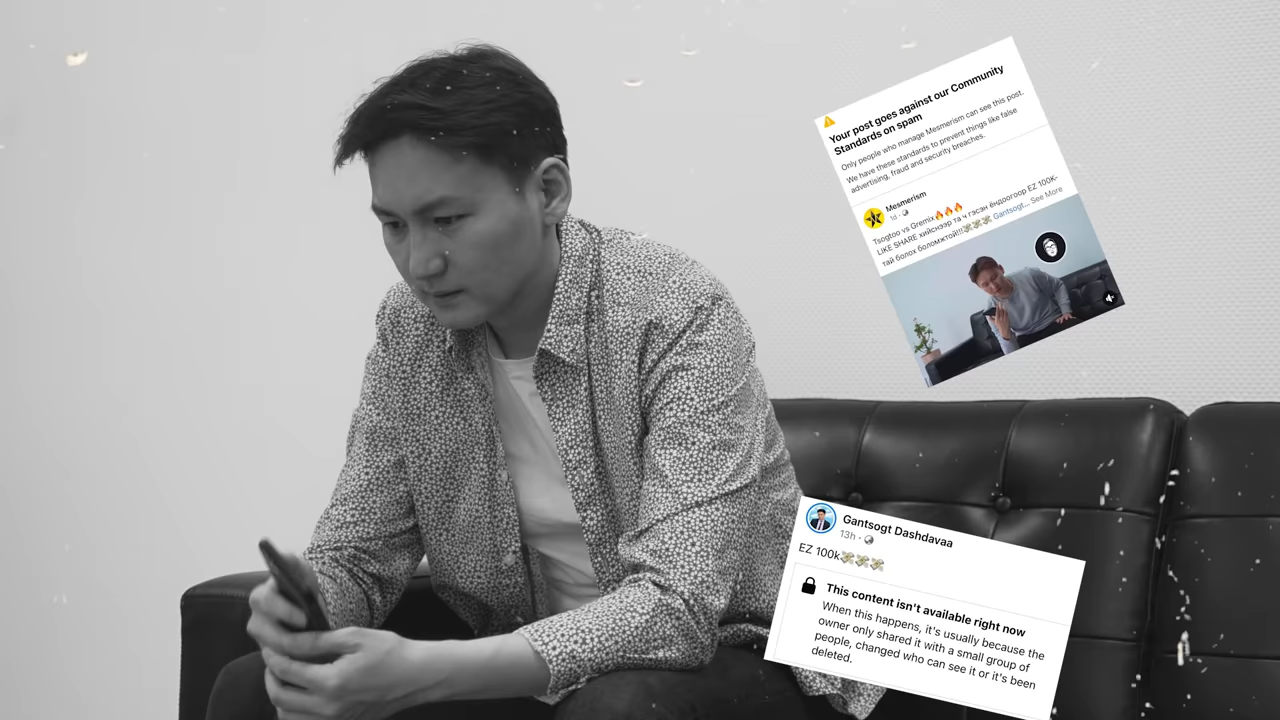 Your post goes against our Community
Standards on spam
Only people who manage Mesmerism can see this post.
We have these standards to prevent things like false
advertising, fraud and security breaches.
Mesmerism
1d ·
Tsogtoo vs Gremix🔥🔥🔥
LIKE SHARE хийснээр та ч гэсэн ёндоогоор EZ 100K-
тай болох боломжтой!!!💸💸💸 Gantsogt... See More
Gantsogt Dashdavaa
13h ·
EZ 100k💸💸💸
This content isn't available right now
When this happens, it's usually because the
owner only shared it with a small group of
people, changed who can see it or it's been
deleted.